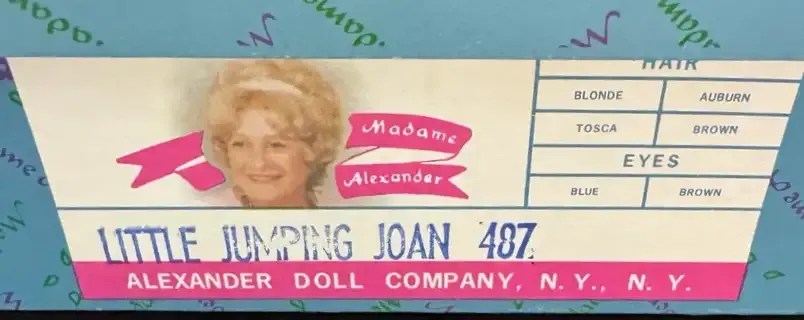 Madame
Alexander
HAIR
BLONDE AUBURN
TOSCA BROWN
EYES
BLUE BROWN
LITTLE JUMPING JOAN 487
ALEXANDER DOLL COMPANY, N. Y., N. Y.